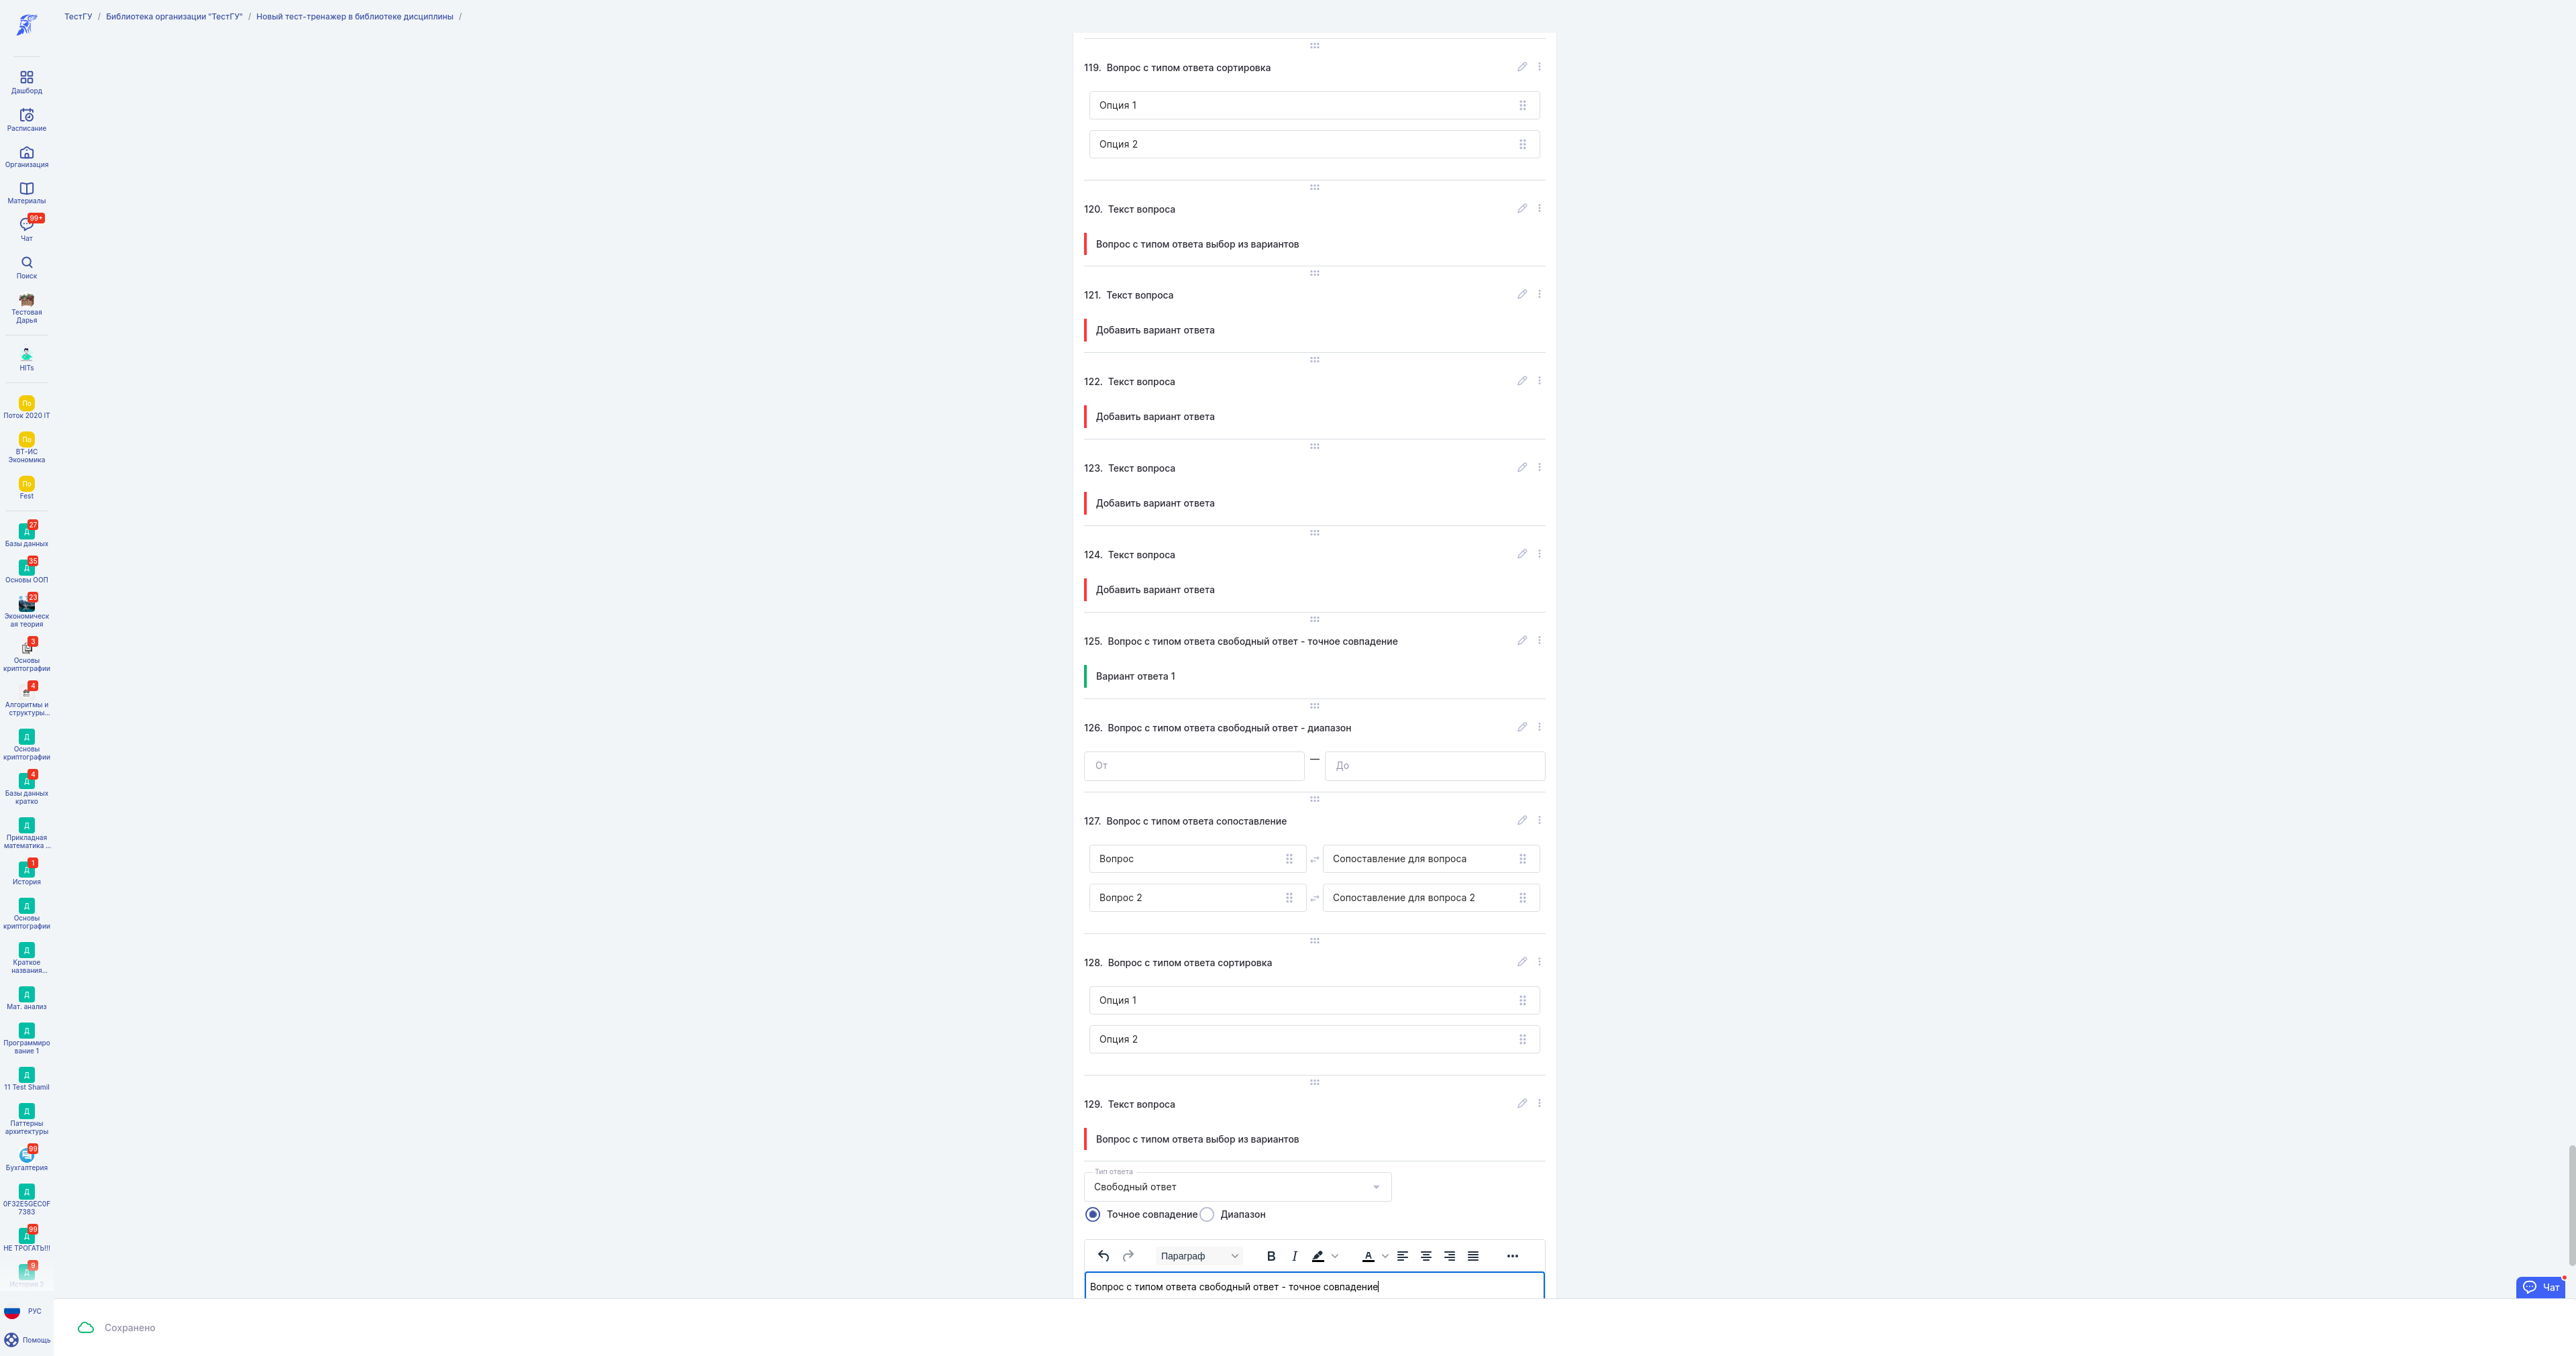 ТестГУ / Библиотека организации "ТестГУ" / Новый тест-тренажер в библиотеке дисциплины /
Дашборд
Расписание
Организация
Материалы
99+
Чат
Поиск
Тестовая
Дарья
HITs
По
Поток 2020 IT
По
ВТ-ИС
Экономика
По
Fest
27
Д
Базы данных
35
Д
Основы ООП
23
Экономическ
ая теория
3
Основы
криптографии
4
Алгоритмы и
структуры...
Д
Основы
криптографии
4
Д
Базы данных
кратко
Д
Прикладная
математика ...
1
Д
История
Д
Основы
криптографии
Д
Краткое
названия...
Д
Мат. анализ
Д
Программиро
вание 1
Д
11 Test Shamil
Д
Паттерны
архитектуры
99
Бухгалтерия
Д
0F32E5GEC0F
7383
99
Д
НЕ ТРОГАТЬ!!!
9
Д
История 2
РУС
Помощь
119. Вопрос с типом ответа сортировка
Опция 1
Опция 2
120. Текст вопроса
Вопрос с типом ответа выбор из вариантов
121. Текст вопроса
Добавить вариант ответа
122. Текст вопроса
Добавить вариант ответа
123. Текст вопроса
Добавить вариант ответа
124. Текст вопроса
Добавить вариант ответа
125. Вопрос с типом ответа свободный ответ - точное совпадение
Вариант ответа 1
126. Вопрос с типом ответа свободный ответ - диапазон
От — До
127. Вопрос с типом ответа сопоставление
Вопрос Сопоставление для вопроса
Вопрос 2 Сопоставление для вопроса 2
128. Вопрос с типом ответа сортировка
Опция 1
Опция 2
129. Текст вопроса
Вопрос с типом ответа выбор из вариантов
Тип ответа
Свободный ответ
Точное совпадение Диапазон
Параграф B I A
Вопрос с типом ответа свободный ответ - точное совпадение
Чат
Сохранено